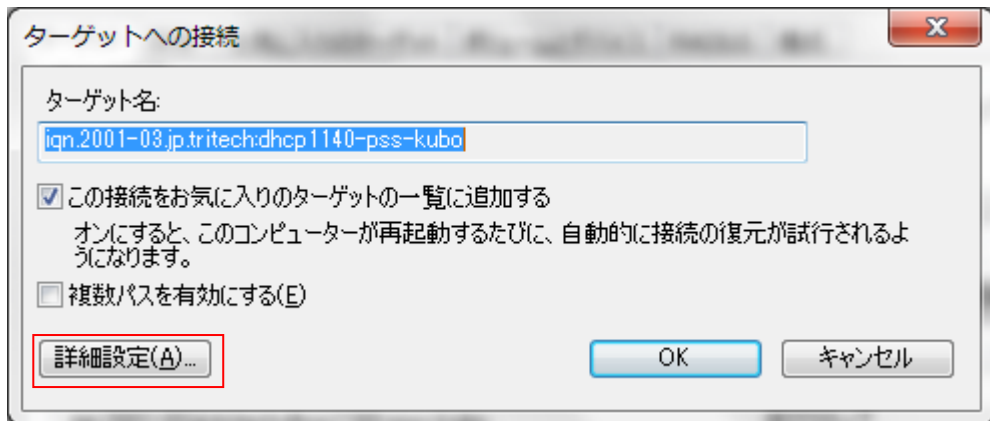 ターゲットへの接続
ターゲット名:
iqn.2001-03.jp.tritech:dhcp1140-pss-kubo
この接続をお気に入りのターゲットの一覧に追加する
オンにすると、このコンピューターが再起動するたびに、自動的に接続の復元が試行されるよ
うになります。
複数パスを有効にする(E)
詳細設定(A)...
OK
キャンセル